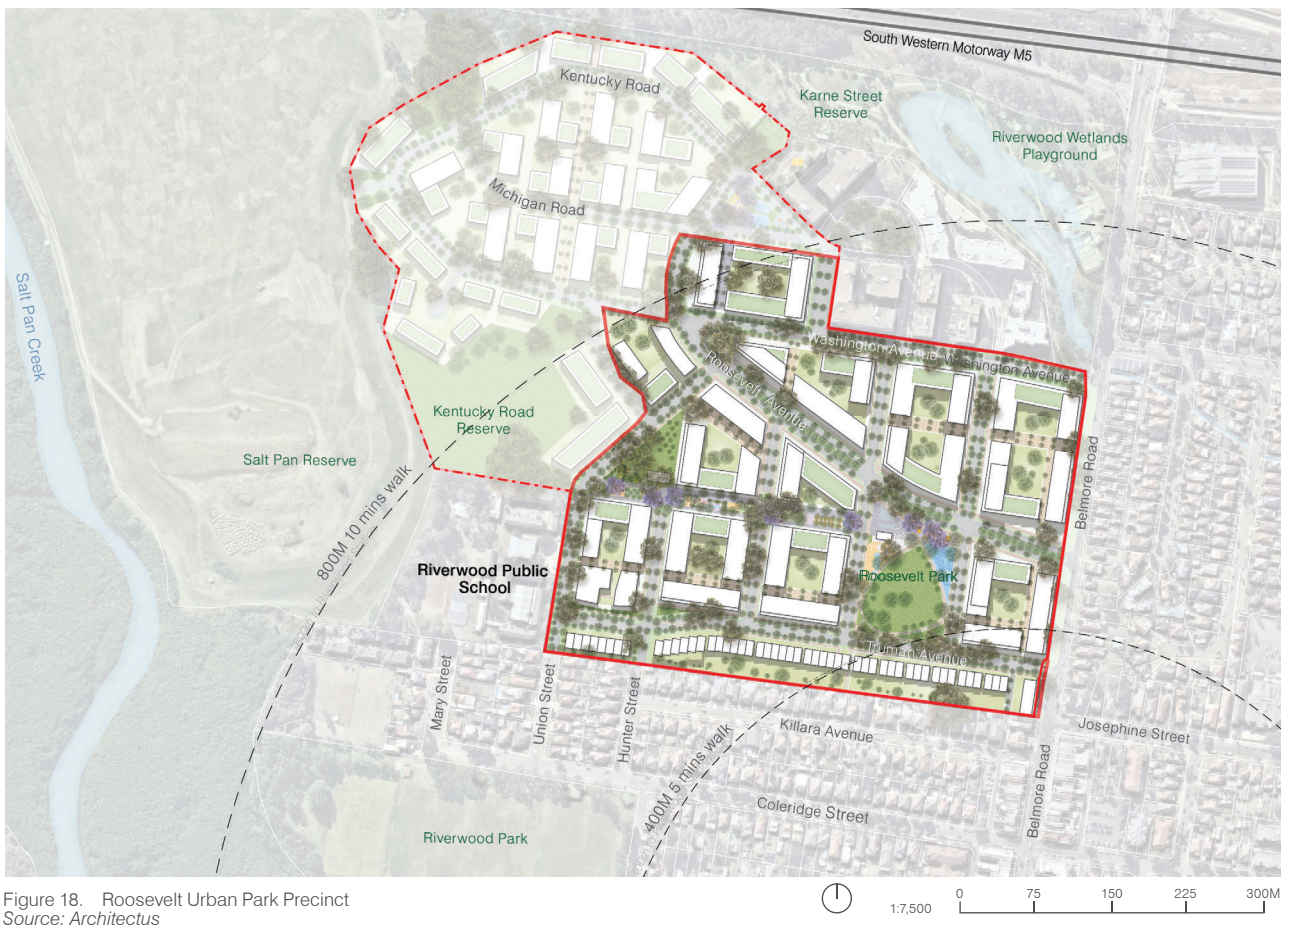 South Western Motorway M5
Kentucky Road
Karne Street
Reserve
Riverwood Wetlands
Playground
Michigan Road
Salt Pan Creek
Washington Avenue
Washington Avenue
Roosevelt Avenue
Kentucky Road
Reserve
Salt Pan Reserve
Belmore Road
800M 10 mins walk
Riverwood Public
School
Roosevelt Park
Truman Avenue
Mary Street
Union Street
Hunter Street
Killara Avenue
Josephine Street
400M 5 mins walk
Coleridge Street
Belmore Road
Riverwood Park
Figure 18. Roosevelt Urban Park Precinct
Source: Architectus
1:7,500
0 75 150 225 300M